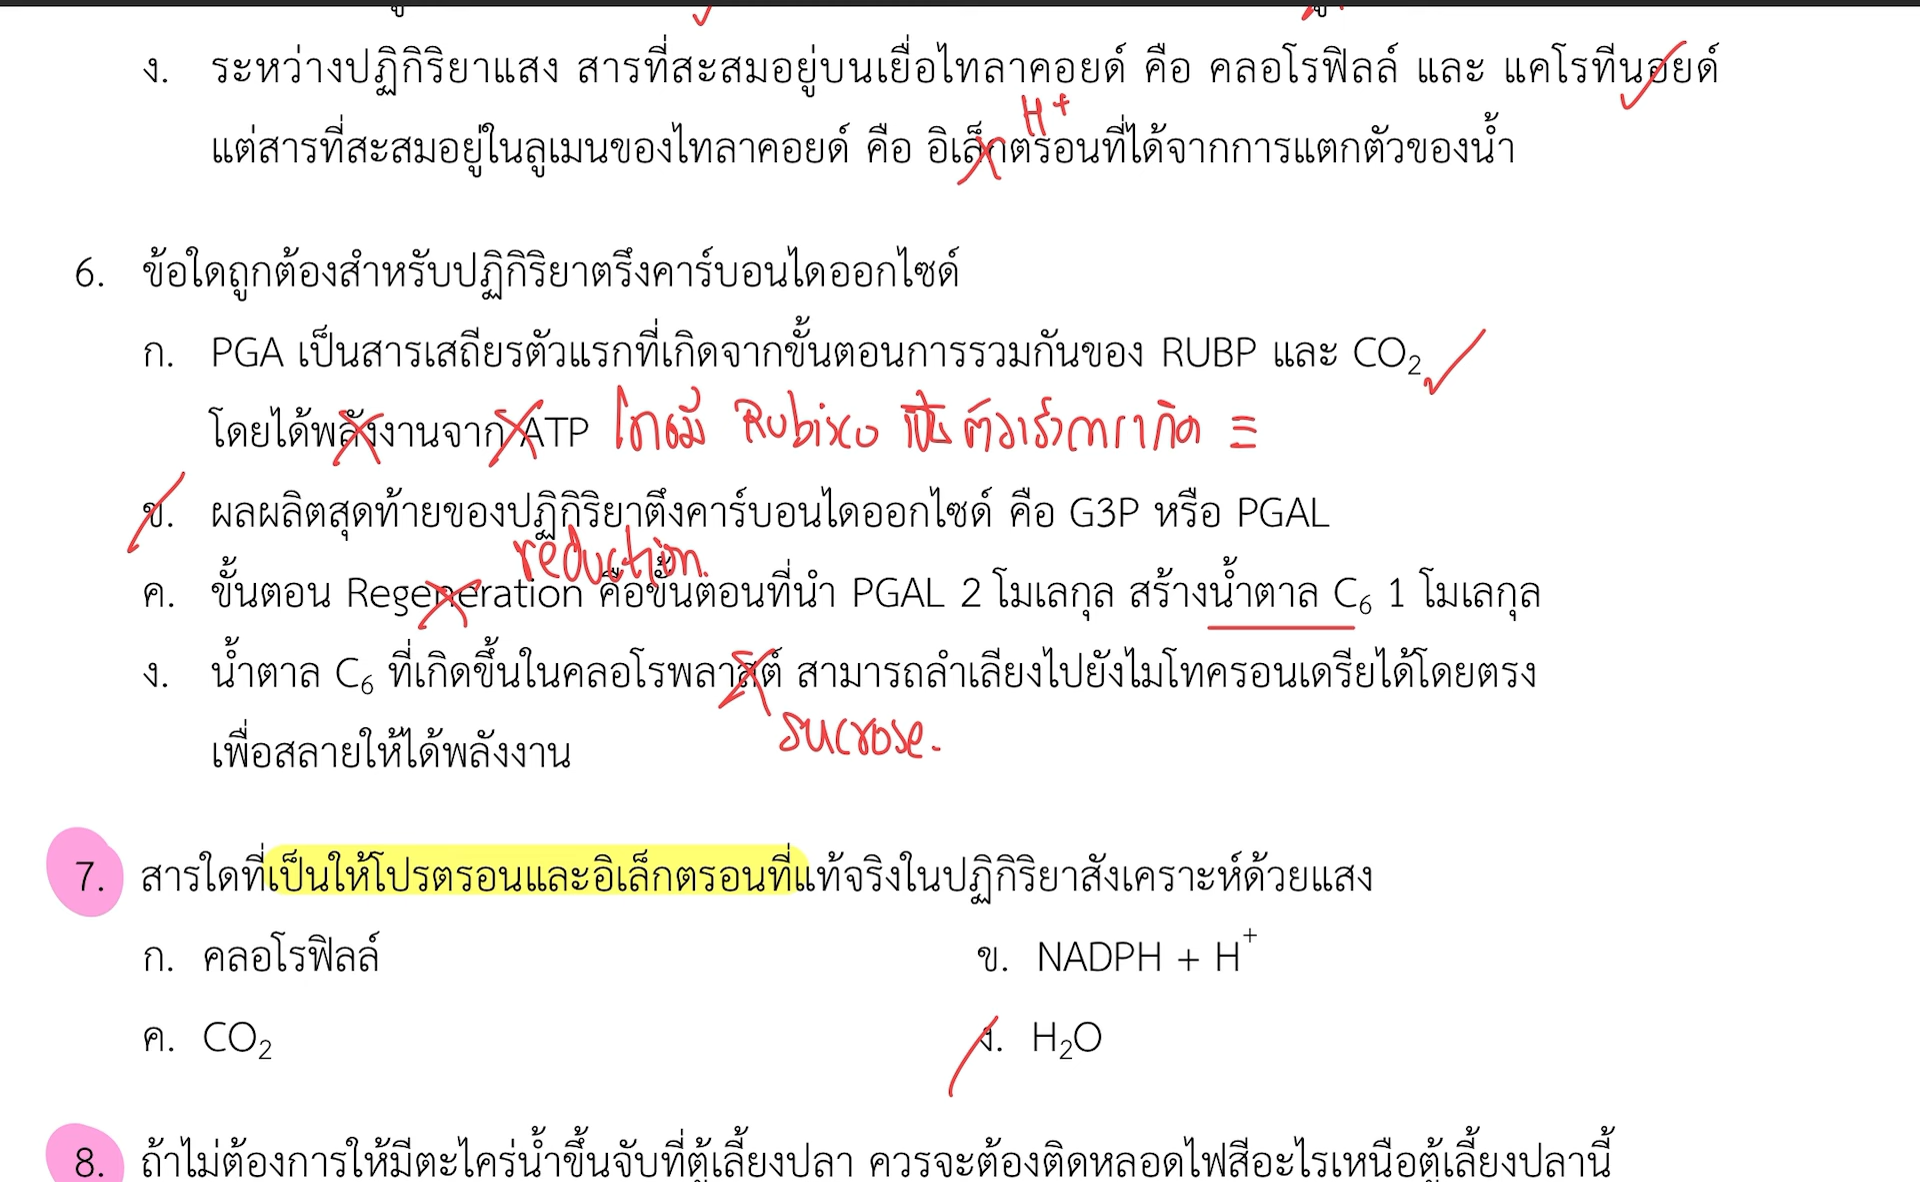 ง. ระหว่างปฏิกิริยาแสง สารที่สะสมอยู่บนเยื่อไทลาคอยด์ คือ คลอโรฟิลล์ และ แคโรทีนอยด์
H+
แต่สารที่สะสมอยู่ในลูเมนของไทลาคอยด์ คือ อิเล็กตรอนที่ได้จากการแตกตัวของน้ำ
6. ข้อใดถูกต้องสำหรับปฏิกิริยาตรึงคาร์บอนไดออกไซด์
ก. PGA เป็นสารเสถียรตัวแรกที่เกิดจากขั้นตอนการรวมกันของ RUBP และ CO₂
โดยได้พลังงานจาก ATP โดยมี Rubisco เป็น ตัวเร่งการเกิด
ข. ผลผลิตสุดท้ายของปฏิกิริยาตึงคาร์บอนไดออกไซด์ คือ G3P หรือ PGAL
reduction.
ค. ขั้นตอน Regeneration คือขั้นตอนที่นำ PGAL 2 โมเลกุล สร้างน้ำตาล C₆ 1 โมเลกุล
ง. น้ำตาล C₆ ที่เกิดขึ้นในคลอโรพลาสต์ สามารถลำเลียงไปยังไมโทครอนเดรียได้โดยตรง
sucrose.
เพื่อสลายให้ได้พลังงาน
7. สารใดที่เป็นให้โปรตรอนและอิเล็กตรอนที่แท้จริงในปฏิกิริยาสังเคราะห์ด้วยแสง
ก. คลอโรฟิลล์ ข. NADPH + H⁺
ค. CO₂ ง. H₂O
8. ถ้าไม่ต้องการให้มีตะไคร่น้ำขึ้นจับที่ตู้เลี้ยงปลา ควรจะต้องติดหลอดไฟสีอะไรเหนือตู้เลี้ยงปลานี้